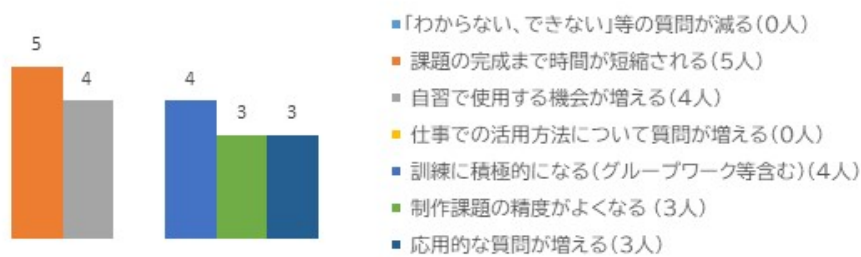 5
4
4
3
3
「わからない、できない」等の質問が減る(0人)
課題の完成まで時間が短縮される(5人)
自習で使用する機会が増える(4人)
仕事での活用方法について質問が増える(0人)
訓練に積極的になる(グループワーク等含む)(4人)
制作課題の精度がよくなる (3人)
応用的な質問が増える(3人)